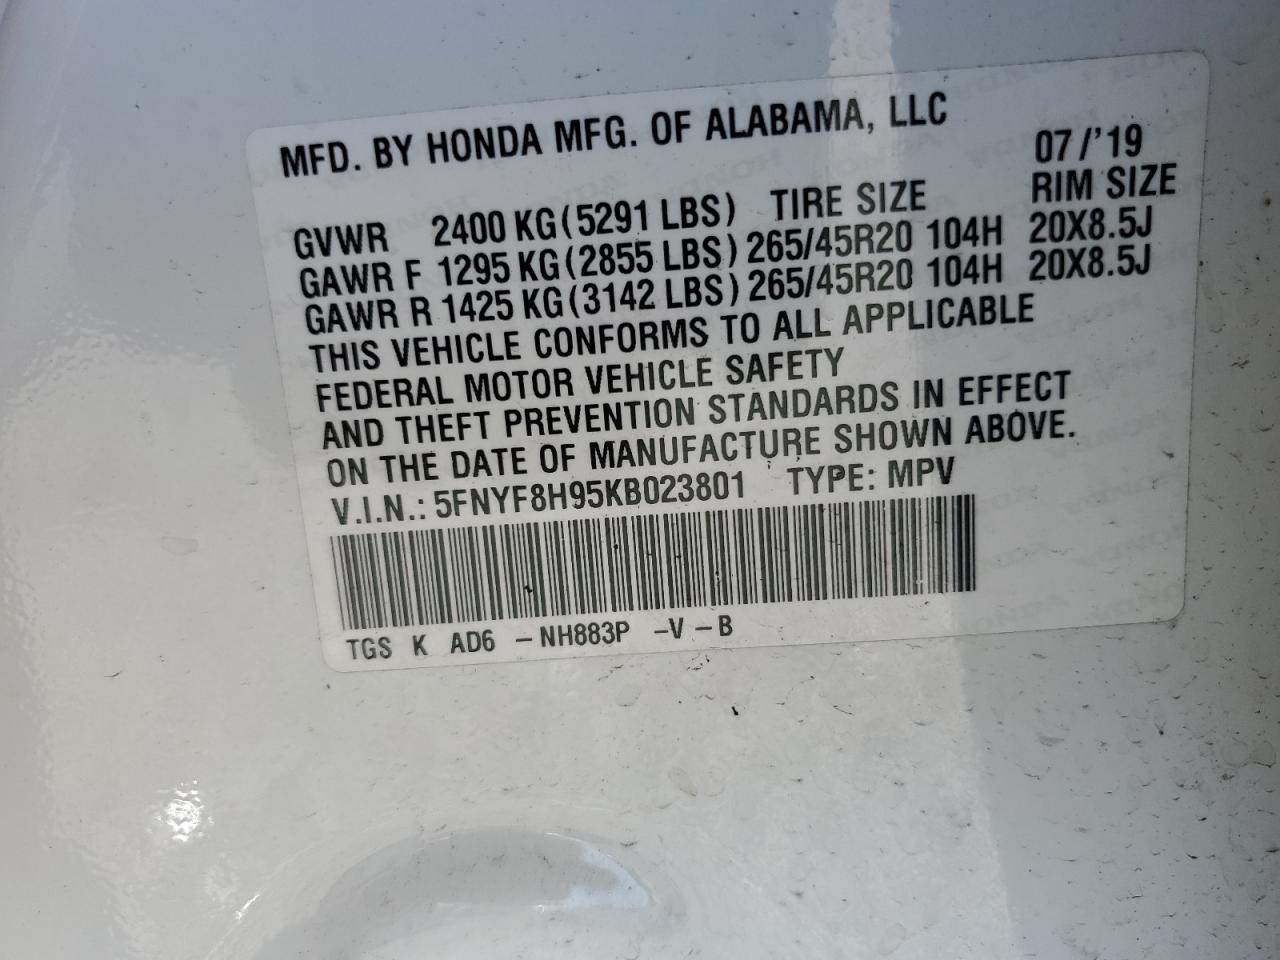 MFD. BY HONDA MFG. OF ALABAMA, LLC
07/'19
GVWR 2400 KG(5291 LBS) TIRE SIZE RIM SIZE
GAWR F 1295 KG(2855 LBS) 265/45R20 104H 20X8.5J
GAWR R 1425 KG(3142 LBS) 265/45R20 104H 20X8.5J
THIS VEHICLE CONFORMS TO ALL APPLICABLE
FEDERAL MOTOR VEHICLE SAFETY
AND THEFT PREVENTION STANDARDS IN EFFECT
ON THE DATE OF MANUFACTURE SHOWN ABOVE.
V.I.N.: 5FNYF8H95KB023801 TYPE: MPV
TGS K AD6 -NH883P -V-B